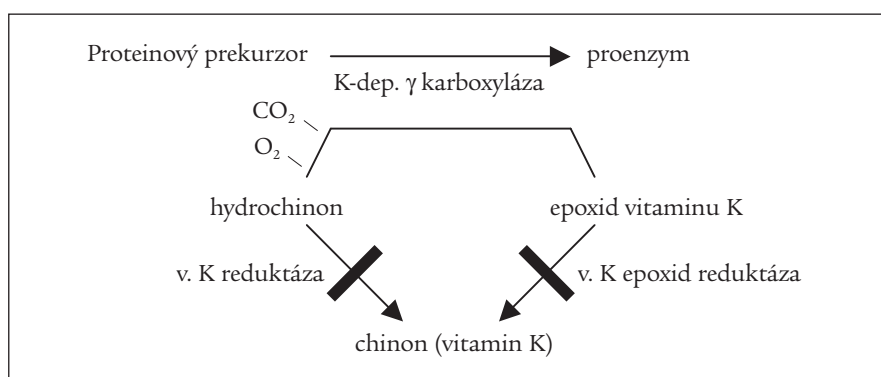 Proteinový prekurzor proenzym
K-dep. γ karboxyláza
CO₂
O₂
hydrochinon epoxid vitaminu K
v. K reduktáza v. K epoxid reduktáza
chinon (vitamin K)